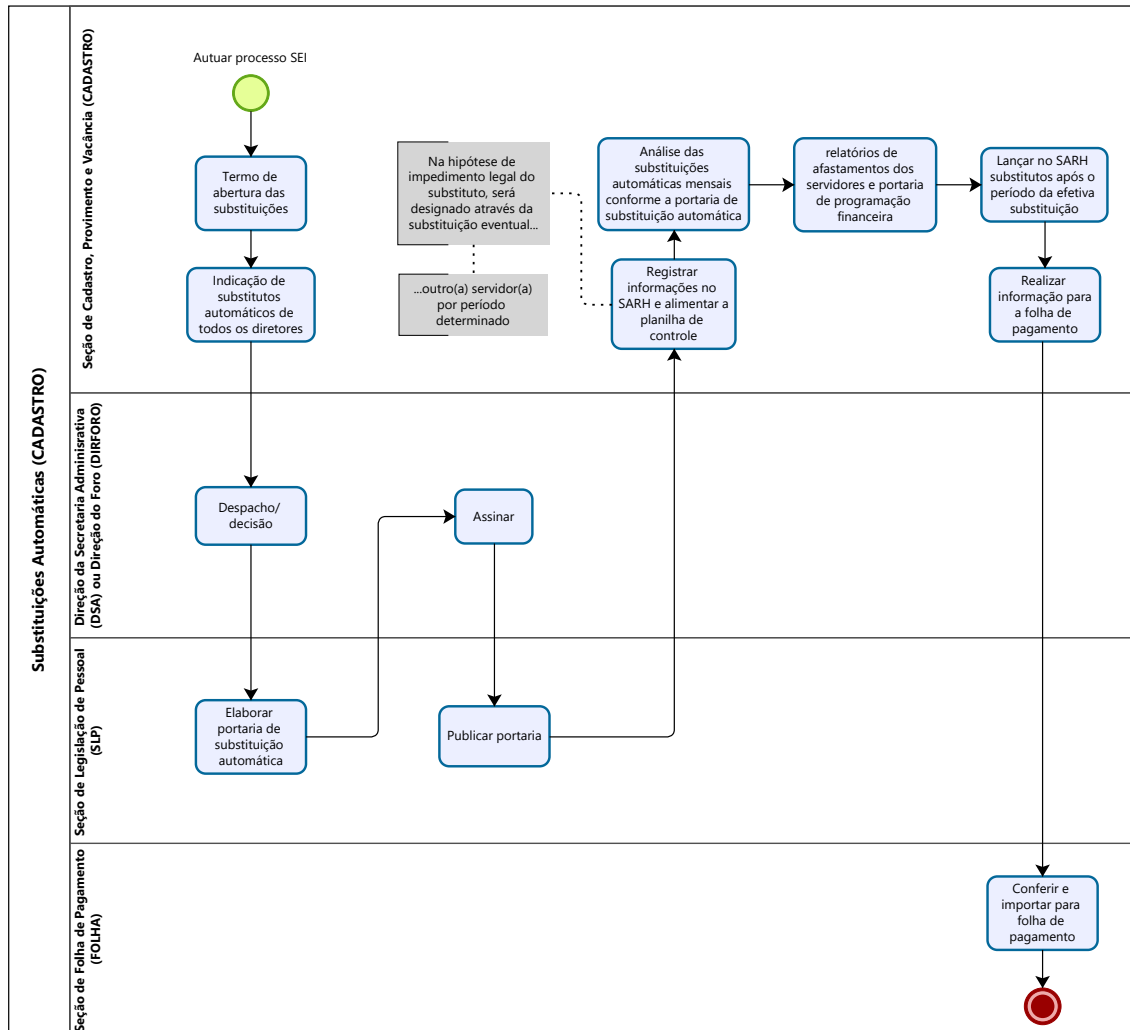 Substituições Automáticas (CADASTRO)
Seção de Cadastro, Provimento e Vacância (CADASTRO)
Autuar processo SEI
Termo de
abertura das
substituições
Indicação de
substitutos
automáticos de
todos os diretores
Na hipótese de
impedimento legal do
substituto, será
designado através da
substituição eventual...
...outro(a) servidor(a)
por período
determinado
Análise das
substituições
automáticas mensais
conforme a portaria de
substituição automática
Registrar
informações no
SARH e alimentar a
planilha de
controle
relatórios de
afastamentos dos
servidores e portaria
de programação
financeira
Lançar no SARH
substitutos após o
período da efetiva
substituição
Realizar
informação para
a folha de
pagamento
Direção da Secretaria Adminisrativa
(DSA) ou Direção do Foro (DIRFORO)
Despacho/
decisão
Assinar
Seção de Legislação de Pessoal
(SLP)
Elaborar
portaria de
substituição
automática
Publicar portaria
Seção de Folha de Pagamento
(FOLHA)
Conferir e
importar para
folha de
pagamento